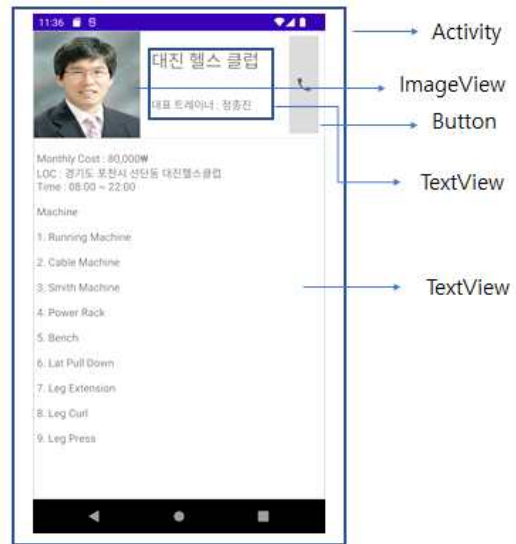 11:36
Activity
대진 헬스 클럽
ImageView
대표 트레이너 : 정종진
Button
Monthly Cost : 80,000₩
LOC : 경기도 포천시 선단동 대진헬스클럽
Time : 08:00 ~ 22:00
TextView
Machine
1. Running Machine
2. Cable Machine
3. Smith Machine
TextView
4. Power Rack
5. Bench
6. Lat Pull Down
7. Leg Extension
8. Leg Curl
9. Leg Press